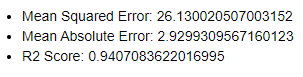 • Mean Squared Error: 26.130020507003152
• Mean Absolute Error: 2.9299309567160123
• R2 Score: 0.9407083622016995